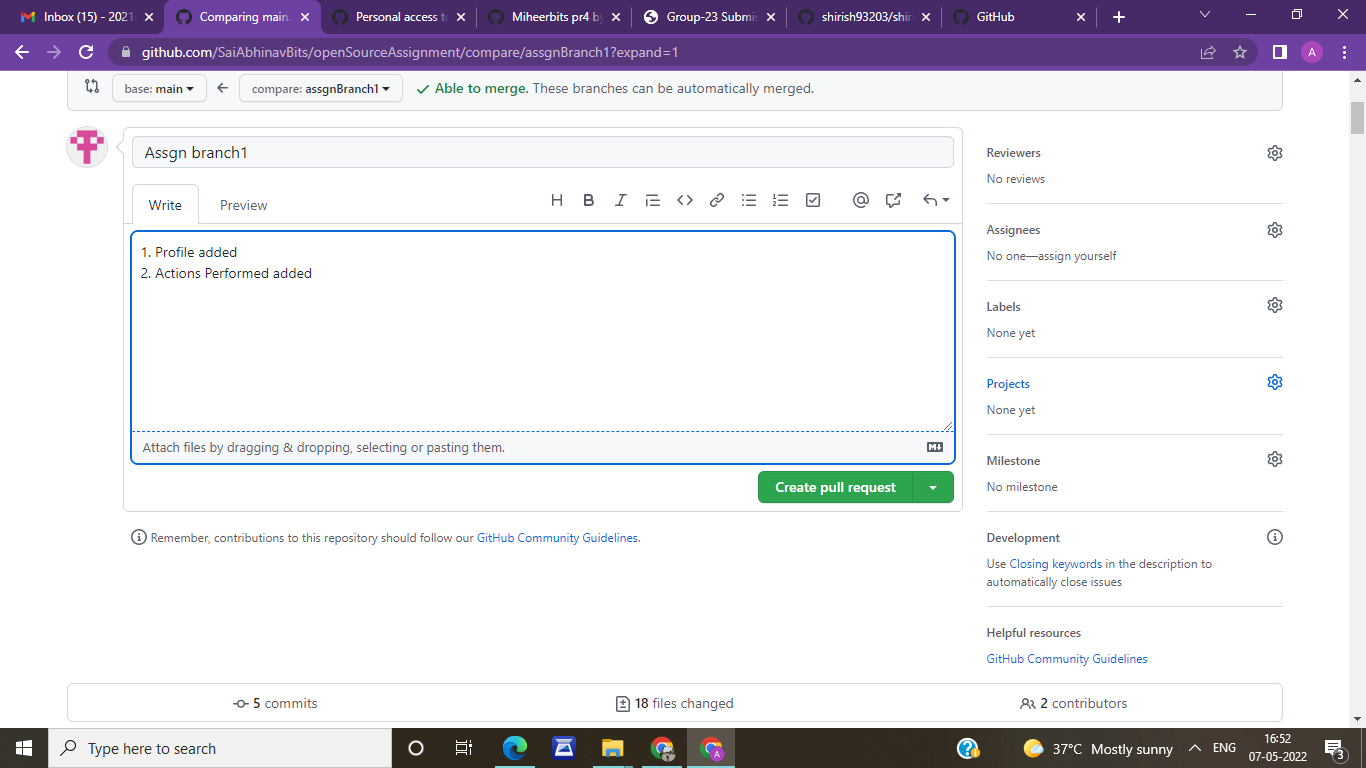 Inbox (15) - 2021
Comparing main.
Personal access t
Miheerbits pr4 by
Group-23 Submis
shirish93203/shir
GitHub
github.com/SaiAbhinavBits/openSourceAssignment/compare/assgnBranch1?expand=1
A
base: main
compare: assgnBranch1
Able to merge. These branches can be automatically merged.
Assgn branch1
Write
Preview
H B I
1. Profile added
2. Actions Performed added
Attach files by dragging & dropping, selecting or pasting them.
Create pull request
Remember, contributions to this repository should follow our GitHub Community Guidelines.
Reviewers
No reviews
Assignees
No one—assign yourself
Labels
None yet
Projects
None yet
Milestone
No milestone
Development
Use Closing keywords in the description to
automatically close issues
Helpful resources
GitHub Community Guidelines
5 commits
18 files changed
2 contributors
Type here to search
A
37°C Mostly sunny
ENG
16:52
07-05-2022
3